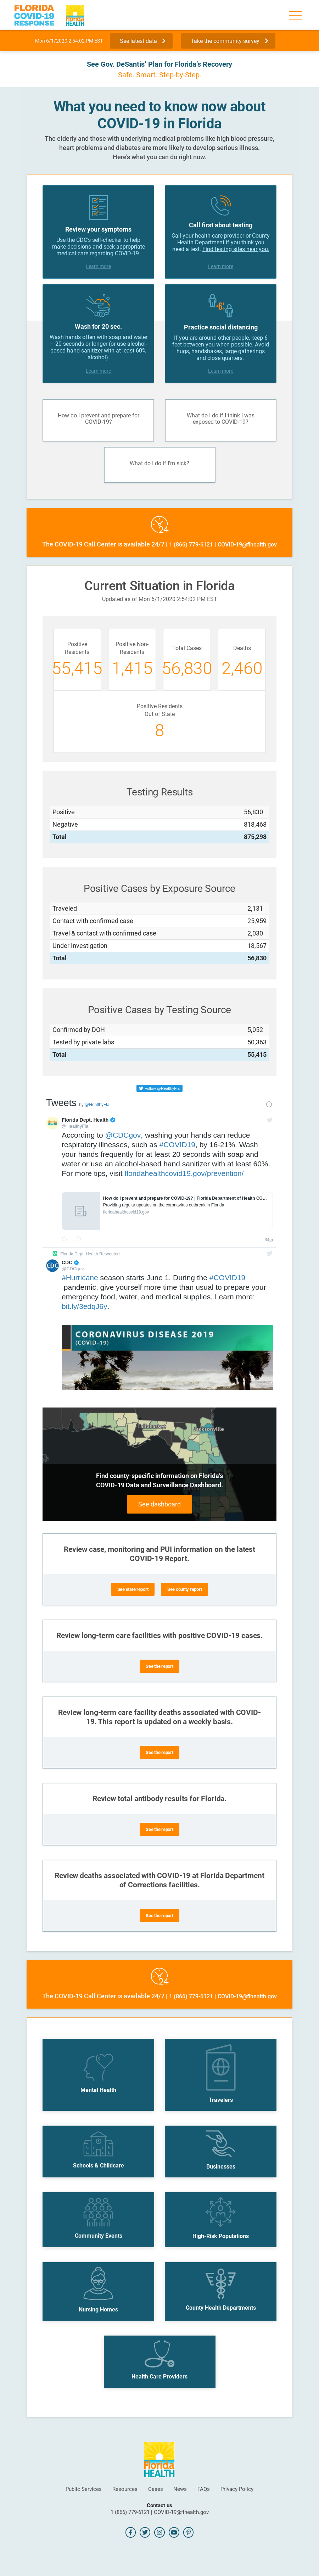 FLORIDA
COVID-19
RESPONSE
Florida
HEALTH
Mon 6/1/2020 2:54:02 PM EST
See latest data
Take the community survey
See Gov. DeSantis' Plan for Florida's Recovery
Safe. Smart. Step-by-Step.
What you need to know now about
COVID-19 in Florida
The elderly and those with underlying medical problems like high blood pressure,
heart problems and diabetes are more likely to develop serious illness.
Here's what you can do right now.
Review your symptoms
Use the CDC's self-checker to help
make decisions and seek appropriate
medical care regarding COVID-19.
Learn more
Call first about testing
Call your health care provider or County
Health Department if you think you
need a test. Find testing sites near you.
Learn more
Wash for 20 sec.
Wash hands often with soap and water
– 20 seconds or longer (or use alcohol-
based hand sanitizer with at least 60%
alcohol).
Learn more
Practice social distancing
If you are around other people, keep 6
feet between you when possible. Avoid
hugs, handshakes, large gatherings
and close quarters.
Learn more
How do I prevent and prepare for
COVID-19?
What do I do if I think I was
exposed to COVID-19?
What do I do if I'm sick?
24
The COVID-19 Call Center is available 24/7 | 1 (866) 779-6121 | COVID-19@flhealth.gov
Current Situation in Florida
Updated as of Mon 6/1/2020 2:54:02 PM EST
Positive
Residents
55,415
Positive Non-
Residents
1,415
Total Cases
56,830
Deaths
2,460
Positive Residents
Out of State
8
Testing Results
Positive 56,830
Negative 818,468
Total 875,298
Positive Cases by Exposure Source
Traveled 2,131
Contact with confirmed case 25,959
Travel & contact with confirmed case 2,030
Under Investigation 18,567
Total 56,830
Positive Cases by Testing Source
Confirmed by DOH 5,052
Tested by private labs 50,363
Total 55,415
Follow @HealthyFla
Tweets by @HealthyFla
Florida Dept. Health
@HealthyFla
According to @CDCgov, washing your hands can reduce
respiratory illnesses, such as #COVID19, by 16-21%. Wash
your hands frequently for at least 20 seconds with soap and
water or use an alcohol-based hand sanitizer with at least 60%.
For more tips, visit floridahealthcovid19.gov/prevention/
How do I prevent and prepare for COVID-19? | Florida Department of Health CO...
Providing regular updates on the coronavirus outbreak in Florida
floridahealthcovid19.gov
Florida Dept. Health Retweeted
CDC
CDC
@CDCgov
#Hurricane season starts June 1. During the #COVID19
pandemic, give yourself more time than usual to prepare your
emergency food, water, and medical supplies. Learn more:
bit.ly/3edqJ6y.
CORONAVIRUS DISEASE 2019
(COVID-19)
Tallahassee
Jacksonville
Find county-specific information on Florida's
COVID-19 Data and Surveillance Dashboard.
See dashboard
Review case, monitoring and PUI information on the latest
COVID-19 Report.
See state report
See county report
Review long-term care facilities with positive COVID-19 cases.
See the report
Review long-term care facility deaths associated with COVID-
19. This report is updated on a weekly basis.
See the report
Review total antibody results for Florida.
See the report
Review deaths associated with COVID-19 at Florida Department
of Corrections facilities.
See the report
24
The COVID-19 Call Center is available 24/7 | 1 (866) 779-6121 | COVID-19@flhealth.gov
Mental Health
Travelers
Schools & Childcare
Businesses
Community Events
High-Risk Populations
Nursing Homes
County Health Departments
Health Care Providers
Florida
HEALTH
Public Services
Resources
Cases
News
FAQs
Privacy Policy
Contact us
1 (866) 779-6121 | COVID-19@flhealth.gov